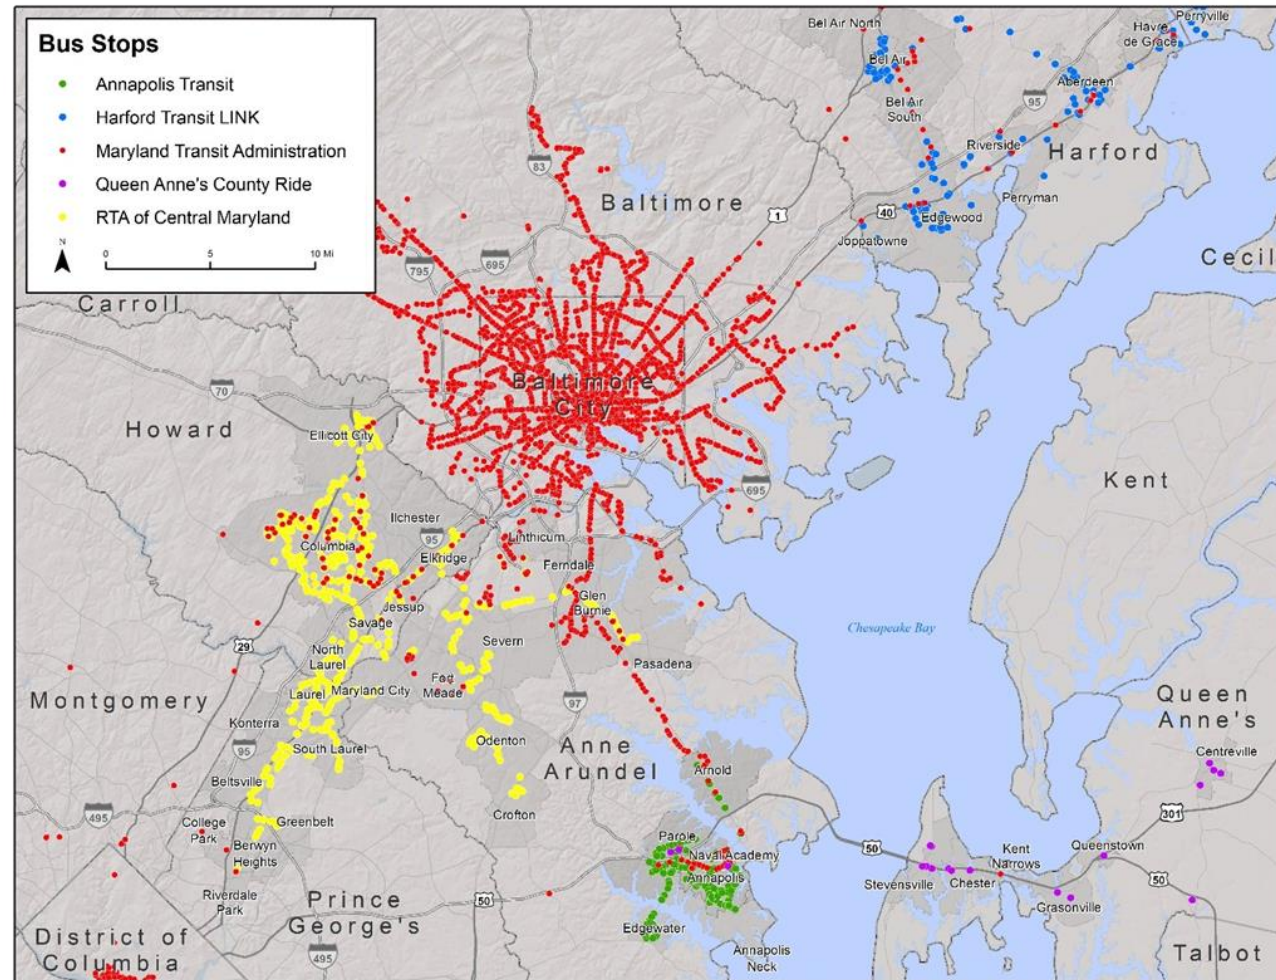 Bus Stops
Annapolis Transit
Harford Transit LINK
Maryland Transit Administration
Queen Anne's County Ride
RTA of Central Maryland
N
0 5 10 Mi
Bel Air North
Perryville
Havre
de Grace
Bel Air
Aberdeen
95
Bel Air
South
83
Riverside
Harford
Baltimore
1
40
Edgewood
Perryman
Joppatowne
795
695
Cecil
Carroll
Baltimore
City
70
Howard
Ellicott City
Kent
695
Ilchester
95
Linthicum
Columbia
Elkridge
Ferndale
Glen
Burnie
Jessup
Savage
Chesapeake Bay
29
North
Laurel
Severn
Pasadena
Fort
Meade
Laurel
Maryland City
Montgomery
97
Queen
Anne's
Konterra
95
South Laurel
Odenton
Anne
Arundel
Centreville
Arnold
Beltsville
Crofton
495
College
Park
Greenbelt
301
Parole
Berwyn
Heights
Naval Academy
50
Kent
Narrows
Queenstown
Annapolis
Stevensville
Chester
50
Riverdale
Park
Prince
George's
50
Grasonville
Edgewater
District of
Columbia
495
Annapolis
Neck
Talbot